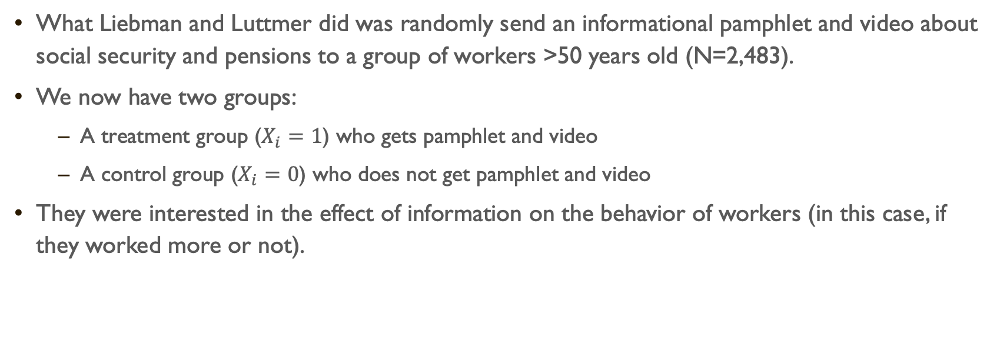 • What Liebman and Luttmer did was randomly send an informational pamphlet and video about
social security and pensions to a group of workers >50 years old (N=2,483).
• We now have two groups:
– A treatment group (𝑋ᵢ = 1) who gets pamphlet and video
– A control group (𝑋ᵢ = 0) who does not get pamphlet and video
• They were interested in the effect of information on the behavior of workers (in this case, if
they worked more or not).